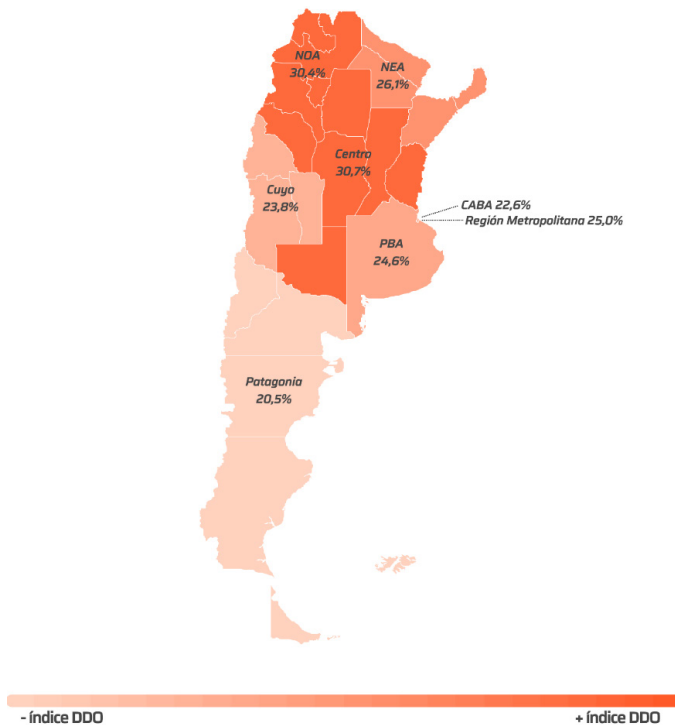 NOA
30,4%
NEA
26,1%
Centro
30,7%
Cuyo
23,8%
CABA 22,6%
Región Metropolitana 25,0%
PBA
24,6%
Patagonia
20,5%
- índice DDO
+ índice DDO